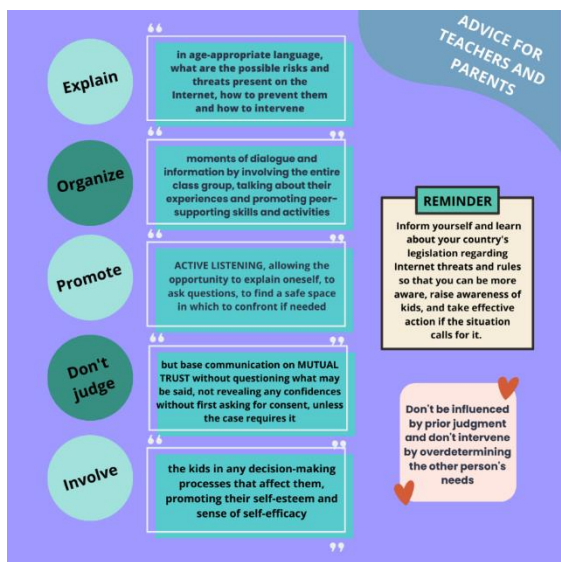 ADVICE FOR
TEACHERS AND
PARENTS
Explain
“
in age-appropriate language,
what are the possible risks and
threats present on the
Internet, how to prevent them
and how to intervene
”
Organize
“
moments of dialogue and
information by involving the entire
class group, talking about their
experiences and promoting peer-
supporting skills and activities
”
Promote
“
ACTIVE LISTENING, allowing the
opportunity to explain oneself, to
ask questions, to find a safe space
in which to confront if needed
”
Don't
judge
“
but base communication on MUTUAL
TRUST without questioning what may
be said, not revealing any confidences
without first asking for consent, unless
the case requires it
”
Involve
“
the kids in any decision-making
processes that affect them,
promoting their self-esteem and
sense of self-efficacy
”
REMINDER
Inform yourself and learn
about your country's
legislation regarding
Internet threats and rules
so that you can be more
aware, raise awareness of
kids, and take effective
action if the situation
calls for it.
Don't be influenced
by prior judgment
and don't intervene
by overdetermining
the other person's
needs